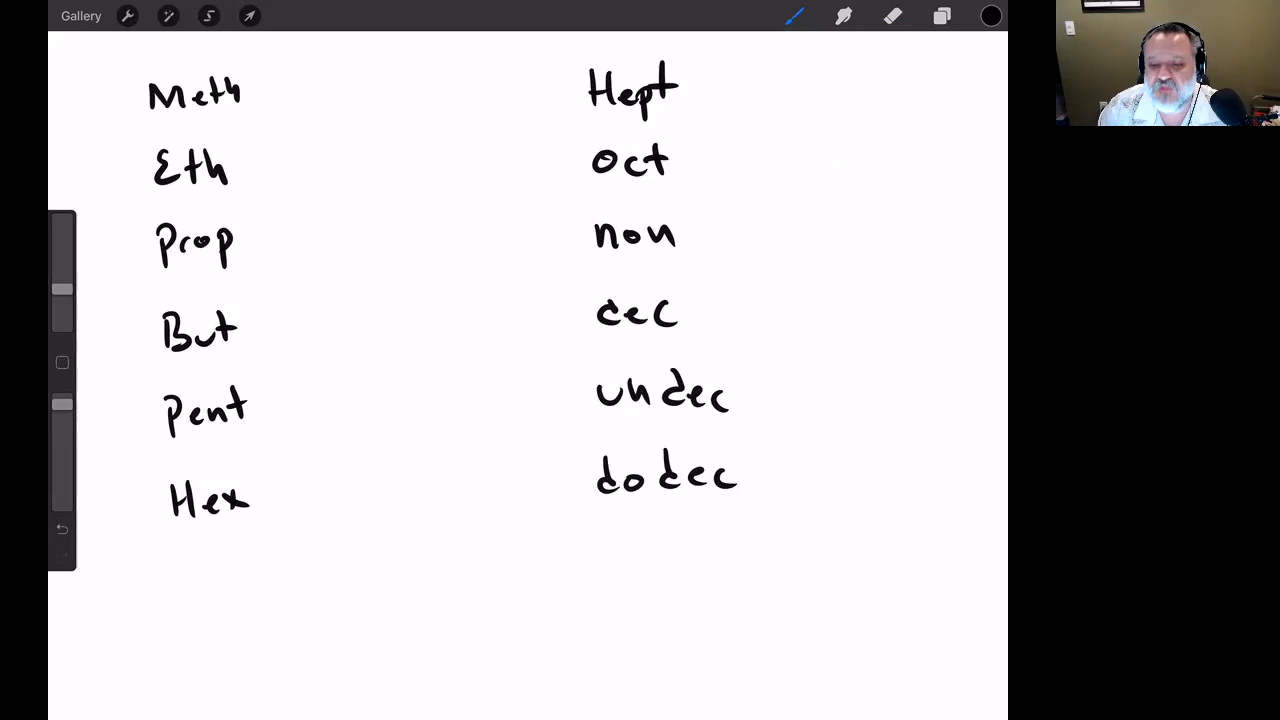 Gallery
Meth
Eth
Prop
But
Pent
Hex
Hept
Oct
non
dec
undec
dodec